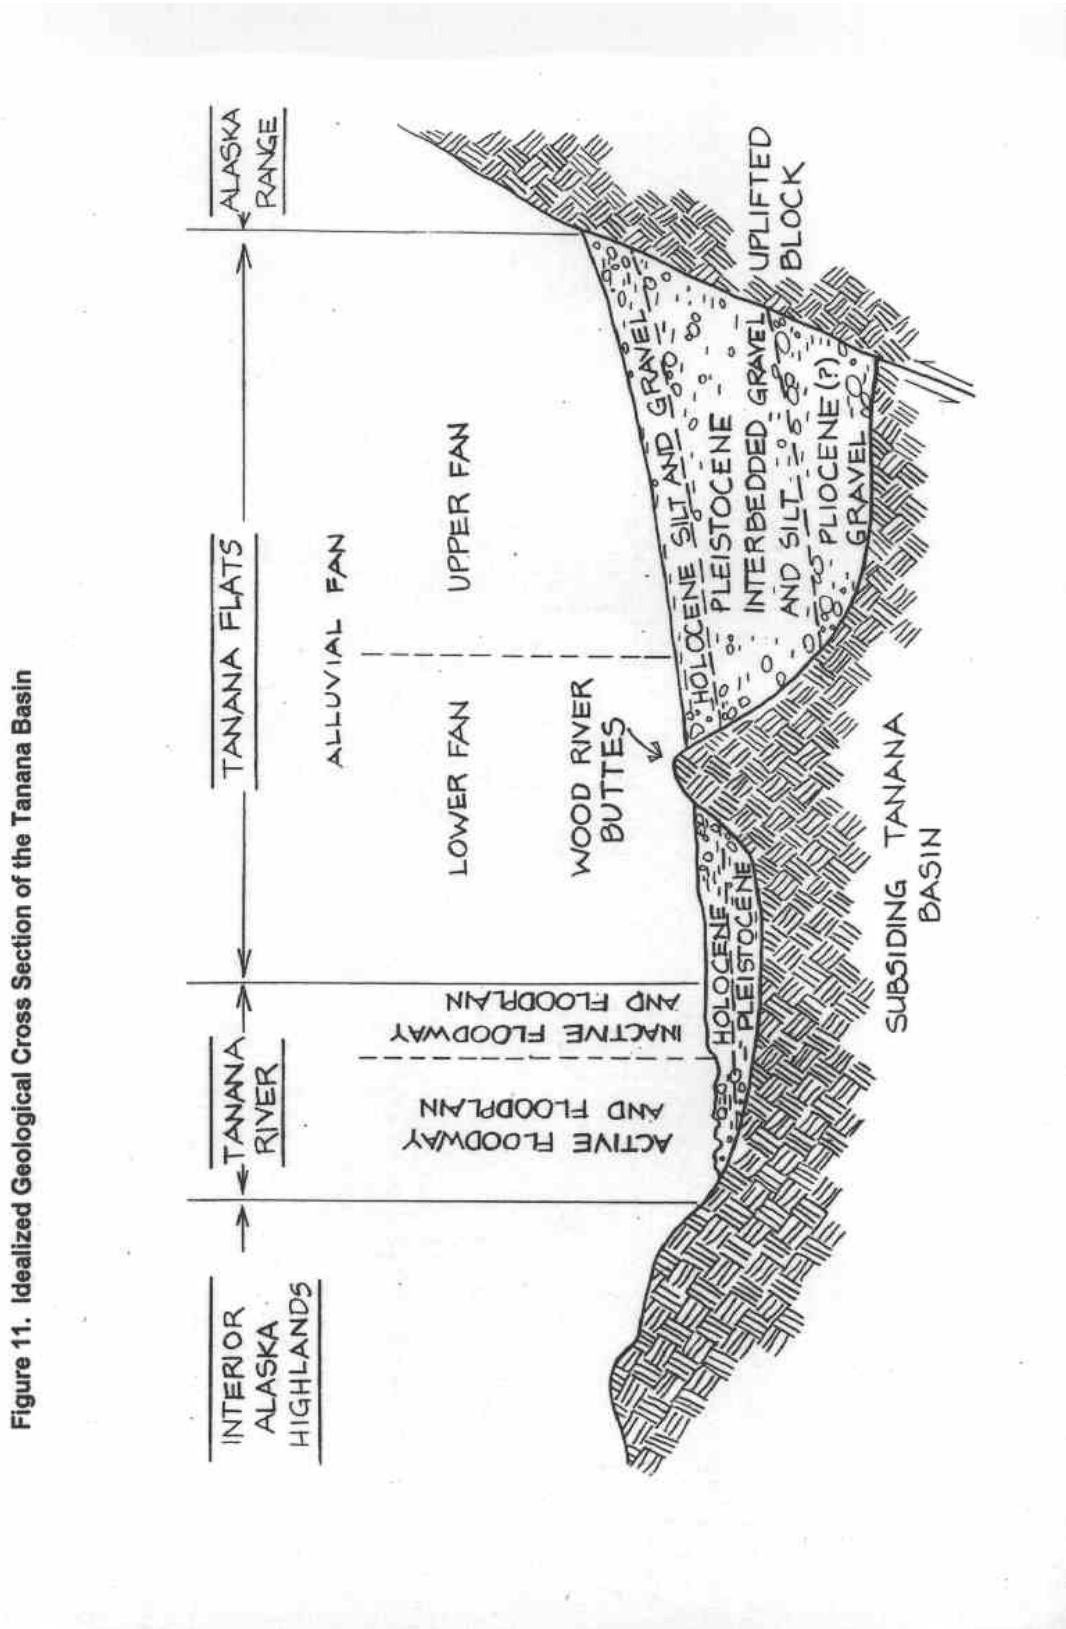 Figure 11. Idealized Geological Cross Section of the Tanana Basin
INTERIOR
ALASKA
HIGHLANDS
TANANA
RIVER
TANANA FLATS
ALASKA
RANGE
ALLUVIAL FAN
ACTIVE FLOODWAY
AND FLOODPLAIN
INACTIVE FLOODWAY
AND FLOODPLAIN
LOWER FAN
UPPER FAN
WOOD RIVER
BUTTES
HOLOCENE
PLEISTOCENE
HOLOCENE SILT AND GRAVEL
PLEISTOCENE
INTERBEDDED GRAVEL
AND SILT
PLIOCENE (?)
GRAVEL
UPLIFTED
BLOCK
SUBSIDING TANANA
BASIN